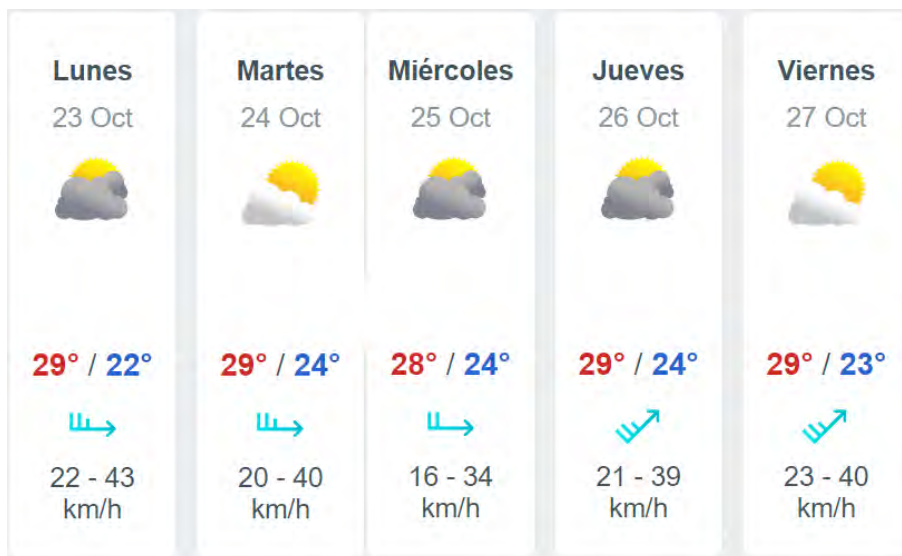 Lunes
23 Oct
29° / 22°
22 - 43
km/h
Martes
24 Oct
29° / 24°
20 - 40
km/h
Miércoles
25 Oct
28° / 24°
16 - 34
km/h
Jueves
26 Oct
29° / 24°
21 - 39
km/h
Viernes
27 Oct
29° / 23°
23 - 40
km/h